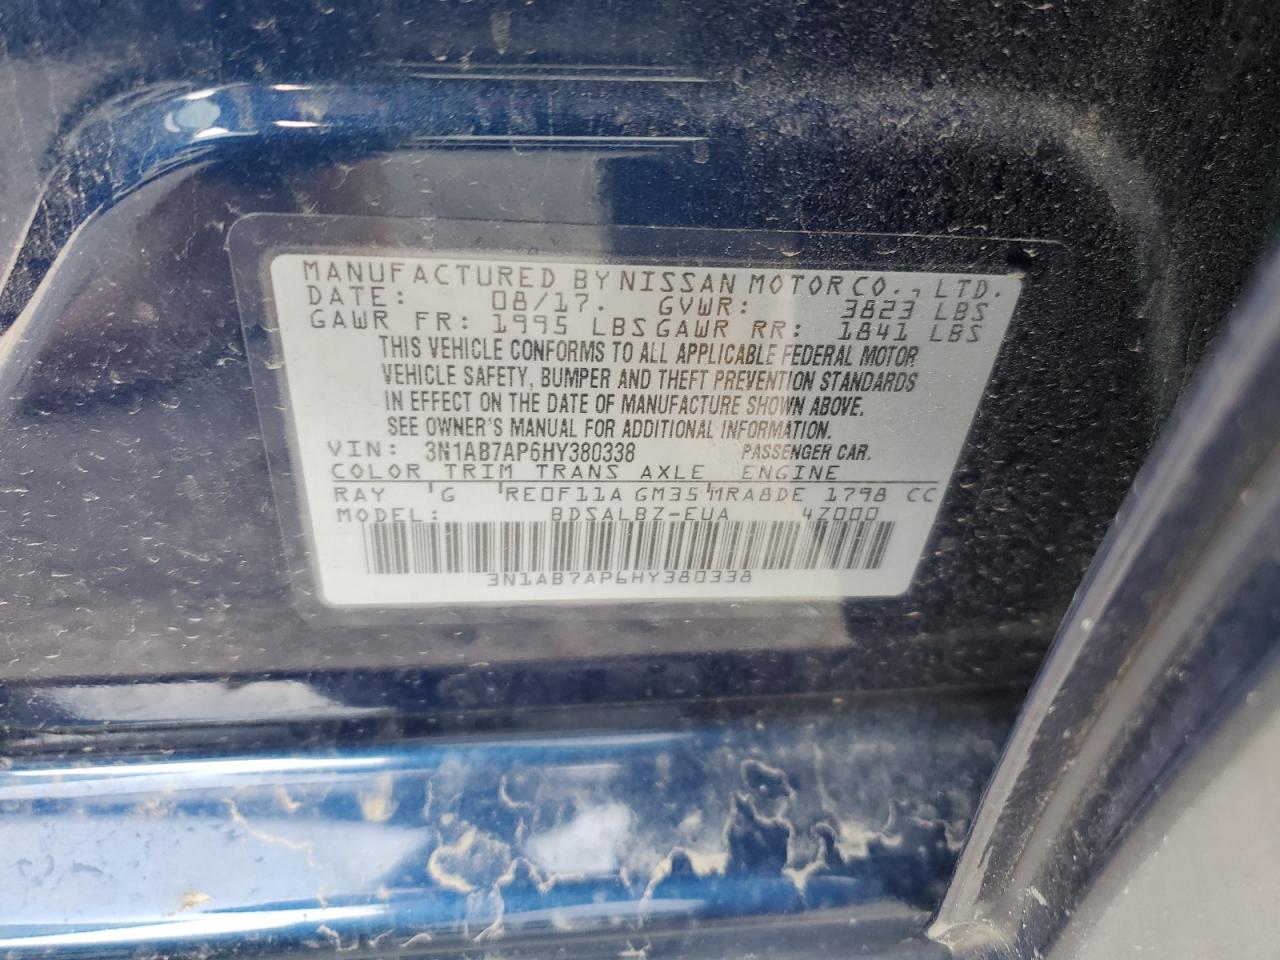 MANUFACTURED BY NISSAN MOTOR CO., LTD.
DATE: 08/17. GVWR: 3823 LBS
GAWR FR: 1995 LBS GAWR RR: 1841 LBS
THIS VEHICLE CONFORMS TO ALL APPLICABLE FEDERAL MOTOR
VEHICLE SAFETY, BUMPER AND THEFT PREVENTION STANDARDS
IN EFFECT ON THE DATE OF MANUFACTURE SHOWN ABOVE.
SEE OWNER'S MANUAL FOR ADDITIONAL INFORMATION.
VIN: 3N1AB7AP6HY380338 PASSENGER CAR.
COLOR TRIM TRANS AXLE ENGINE
RAY 'G 'RE0F11A GM35'MRA8DE 1798 CC
MODEL: BDSALBZ-EUA 4Z000
3N1AB7AP6HY380338